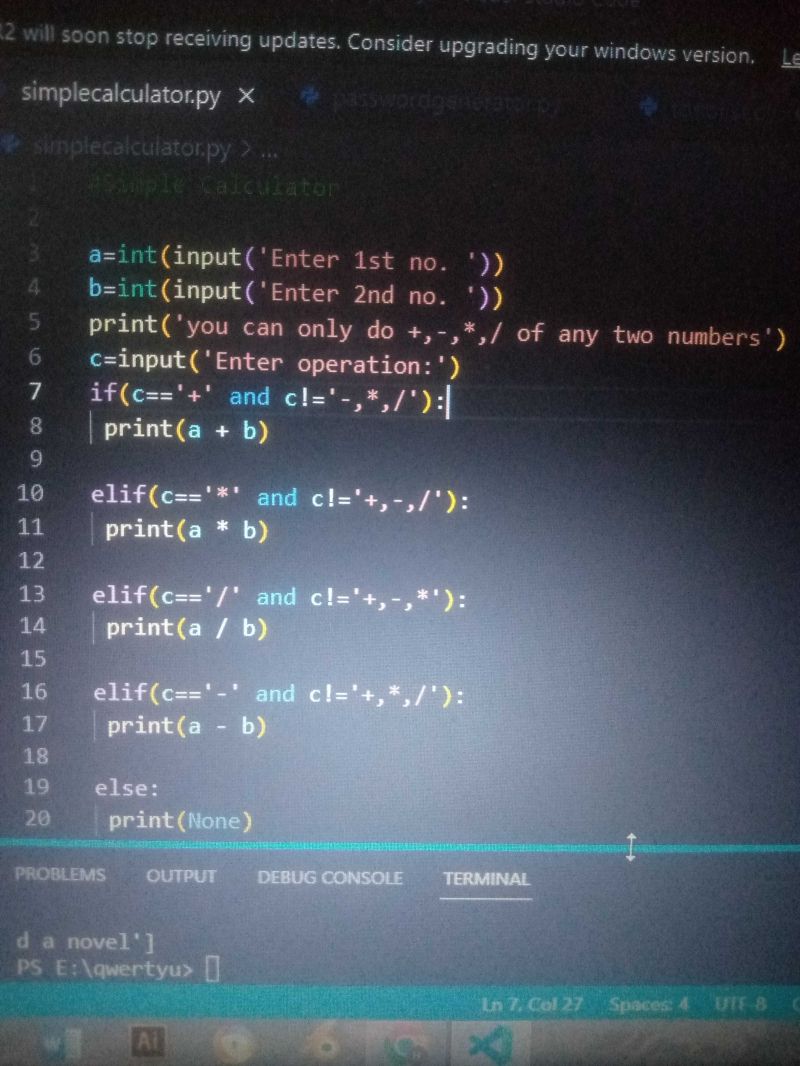 2 will soon stop receiving updates. Consider upgrading your windows version. Le
simplecalculator.py × passwordgenerator.py
simplecalculator.py > ...
1 #Simple Calculator
2
3 a=int(input('Enter 1st no. '))
4 b=int(input('Enter 2nd no. '))
5 print('you can only do +,-,*,/ of any two numbers')
6 c=input('Enter operation:')
7 if(c=='+' and c!='-,*,/'):
8 print(a + b)
9
10 elif(c=='*' and c!='+,-,/'):
11 print(a * b)
12
13 elif(c=='/' and c!='+,-,*'):
14 print(a / b)
15
16 elif(c=='-' and c!='+,*,/'):
17 print(a - b)
18
19 else:
20 print(None)
PROBLEMS OUTPUT DEBUG CONSOLE TERMINAL
d a novel']
PS E:\qwertyu>
Ln 7, Col 27 Spaces: 4 UTF-8
W Ai